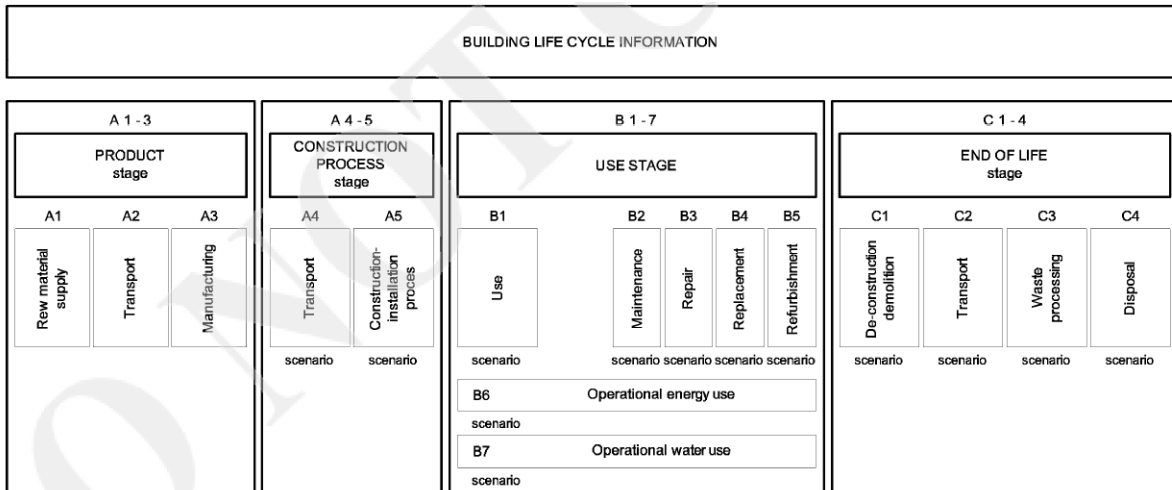 BUILDING LIFE CYCLE INFORMATION
A 1 - 3
PRODUCT
stage
A1
A2
A3
Rew material
supply
Transport
Manufacturing
A 4 - 5
CONSTRUCTION
PROCESS
stage
A4
A5
Transport
Construction-
installation
proces
scenario
scenario
B 1 - 7
USE STAGE
B1
B2
B3
B4
B5
Use
Maintenance
Repair
Replacement
Refurbishment
scenario
scenario
scenario
scenario
scenario
B6 Operational energy use
scenario
B7 Operational water use
scenario
C 1 - 4
END OF LIFE
stage
C1
C2
C3
C4
De-construction
demolition
Transport
Waste
processing
Disposal
scenario
scenario
scenario
scenario